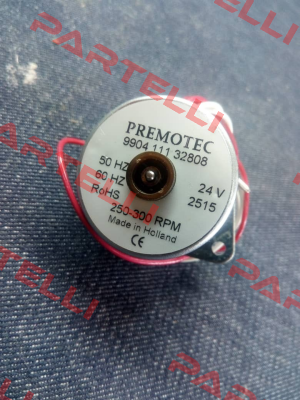 PREMOTEC
9904 111 32808
50 HZ
60 HZ
24 V
RoHS
2515
250-300 RPM
Made in Holland
CE
PARTELLI
PARTELLI
PARTELLI
PARTELLI
PARTELLI